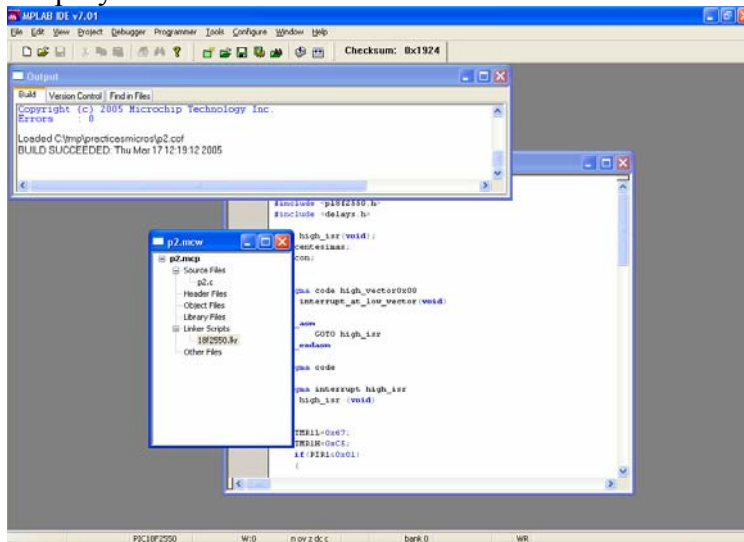 MPLAB IDE v7.01
File Edit View Project Debugger Programmer Tools Configure Window Help
Checksum: 0x1924
Output
Build Version Control Find in Files
Copyright (c) 2005 Microchip Technology Inc.
Errors : 0
Loaded C:\tmp\practicasmicros\p2.cof
BUILD SUCCEEDED: Thu Mar 17 12:19:12 2005
#include <p18f2550.h>
#include <delays.h>
high_isr(void);
centesimas;
con;
gma code high_vector0x00
interrupt_at_low_vector(void)
_asm
GOTO high_isr
_endasm
gma code
gma interrupt high_isr
high_isr (void)
TMR1L=0x67;
TMR1H=0xC5;
if(PIR1&0x01)
{
p2.mcw
p2.mcp
Source Files
p2.c
Header Files
Object Files
Library Files
Linker Scripts
18f2550.lkr
Other Files
PIC18F2550 W:0 n ov z dc c bank 0 WR